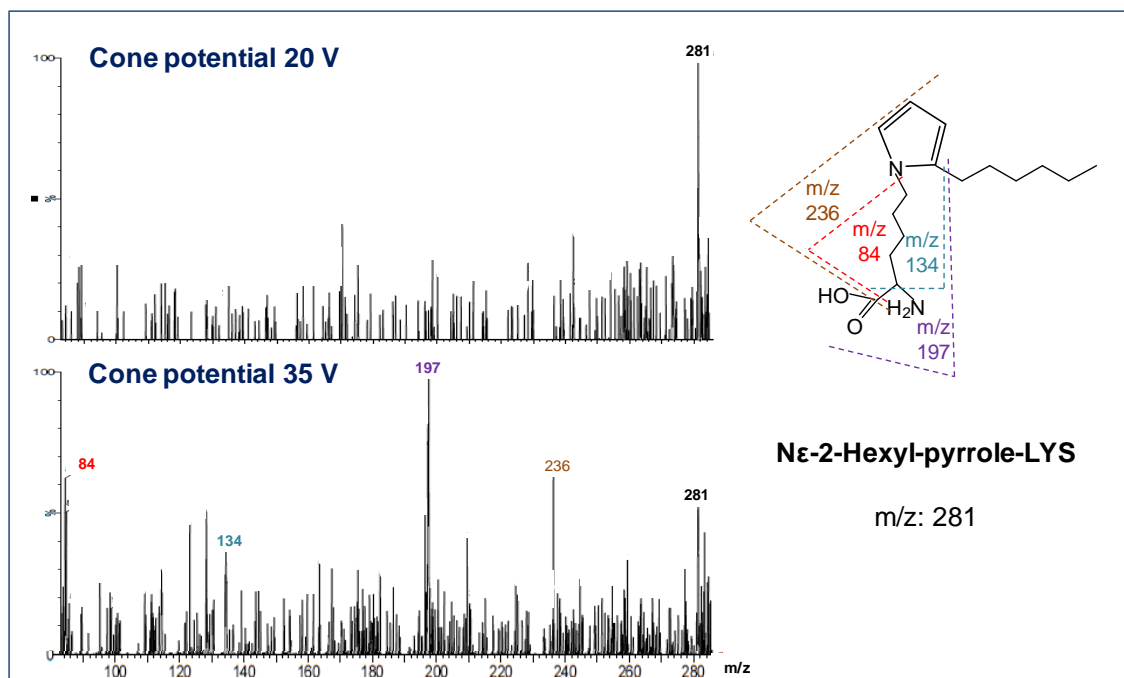 Cone potential 20 V
281
100
%
0
m/z
236
m/z
84
m/z
134
N
HO
O
H₂N
m/z
197
Cone potential 35 V
197
100
84
236
281
134
%
0
100 120 140 160 180 200 220 240 260 280 m/z
Nε-2-Hexyl-pyrrole-LYS
m/z: 281